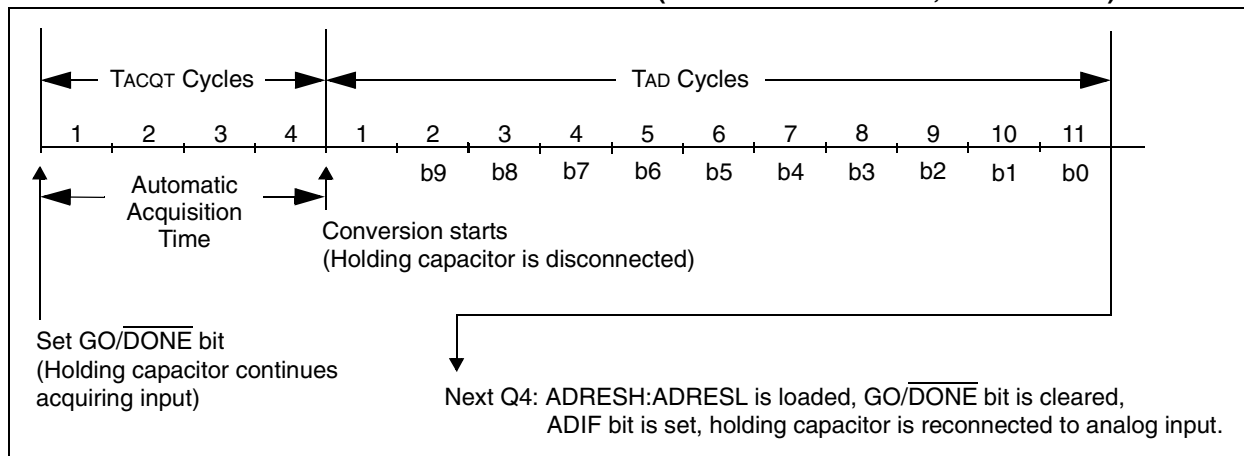 TACQT Cycles TAD Cycles
1 2 3 4 1 2 3 4 5 6 7 8 9 10 11
b9 b8 b7 b6 b5 b4 b3 b2 b1 b0
Automatic
Acquisition
Time
Conversion starts
(Holding capacitor is disconnected)
Set GO/DONE bit
(Holding capacitor continues
acquiring input)
Next Q4: ADRESH:ADRESL is loaded, GO/DONE bit is cleared,
ADIF bit is set, holding capacitor is reconnected to analog input.